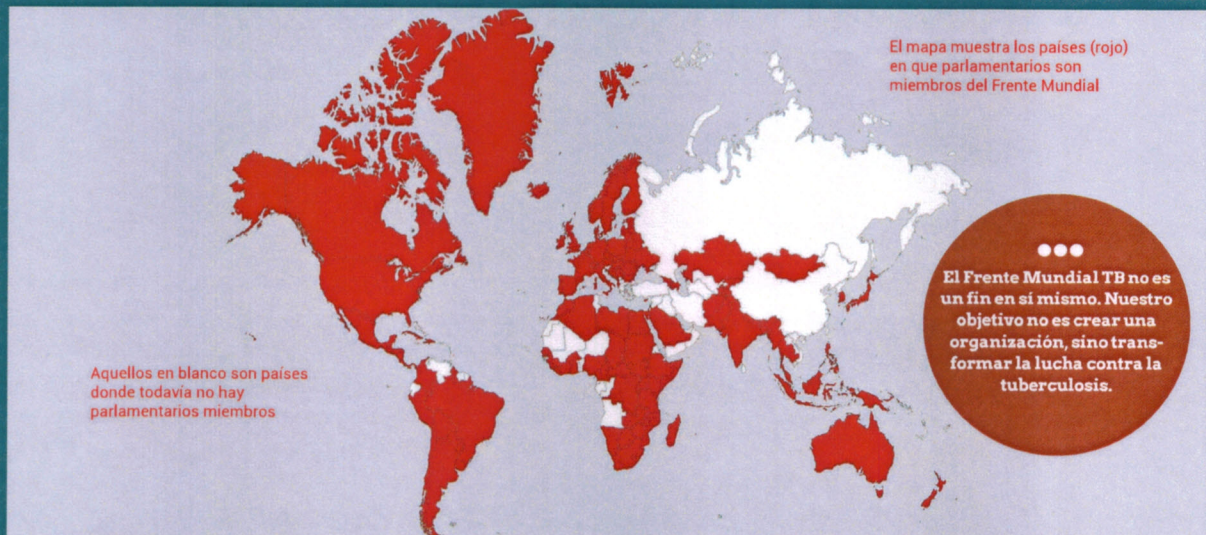 El mapa muestra los países (rojo)
en que parlamentarios son
miembros del Frente Mundial
El Frente Mundial TB no es
un fin en sí mismo. Nuestro
objetivo no es crear una
organización, sino trans-
formar la lucha contra la
tuberculosis.
Aquellos en blanco son países
donde todavía no hay
parlamentarios miembros